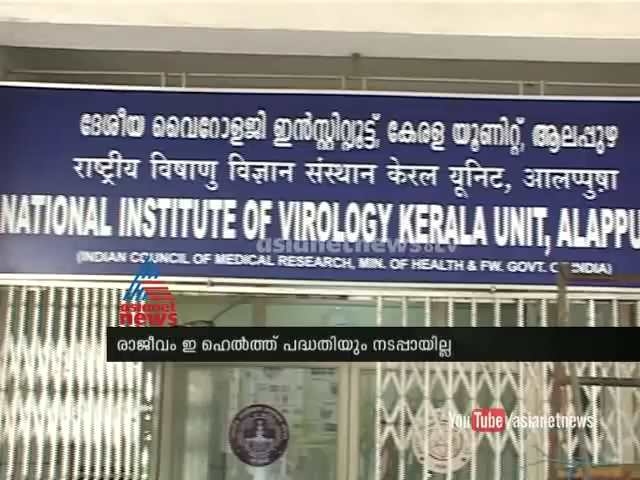 ദേശീയ വൈറോളജി ഇൻസ്റ്റിറ്റ്യൂട്ട്, കേരള യൂണിറ്റ്, ആലപ്പുഴ
राष्ट्रीय विषाणु विज्ञान संस्थान केरल यूनिट, आलप्पुष़ा
NATIONAL INSTITUTE OF VIROLOGY KERALA UNIT, ALAPPU
asianetnews.tv
(INDIAN COUNCIL OF MEDICAL RESEARCH, MIN. OF HEALTH & FW. GOVT. OF INDIA)
asianet
news
രാജീവം ഇ ഹെൽത്ത് പദ്ധതിയും നടപ്പായില്ല
YouTube/asianetnews